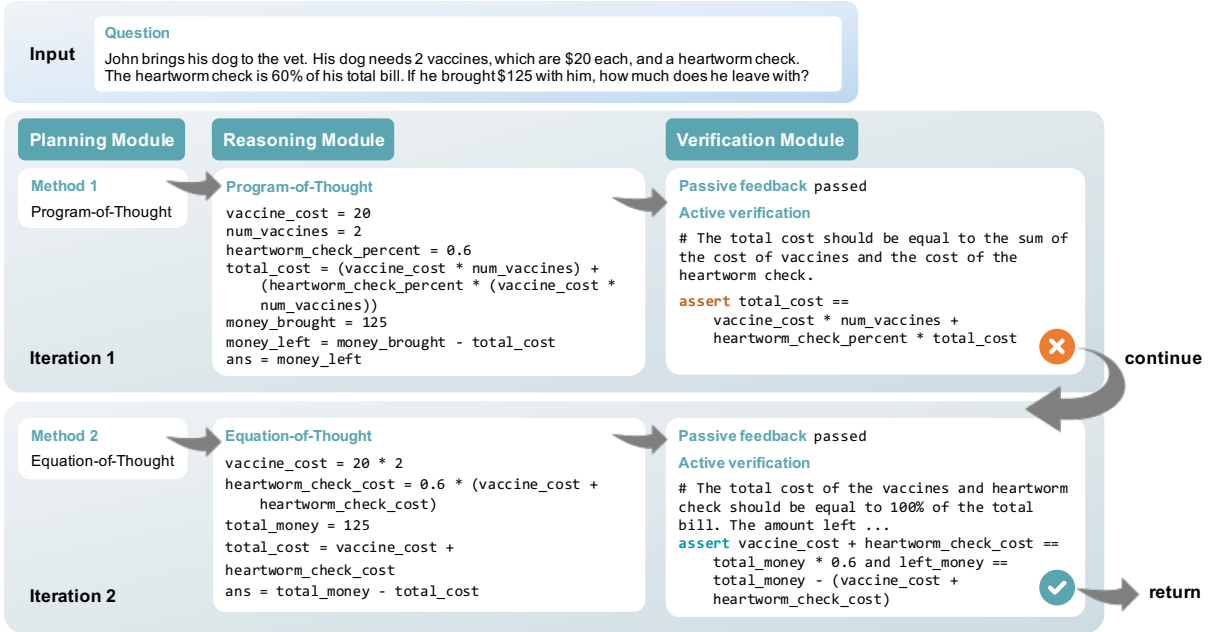 Input
Question
John brings his dog to the vet. His dog needs 2 vaccines, which are $20 each, and a heartworm check.
The heartworm check is 60% of his total bill. If he brought $125 with him, how much does he leave with?
Planning Module
Reasoning Module
Verification Module
Method 1
Program-of-Thought
Iteration 1
Program-of-Thought
vaccine_cost = 20
num_vaccines = 2
heartworm_check_percent = 0.6
total_cost = (vaccine_cost * num_vaccines) +
(heartworm_check_percent * (vaccine_cost *
num_vaccines))
money_brought = 125
money_left = money_brought - total_cost
ans = money_left
Passive feedback passed
Active verification
# The total cost should be equal to the sum of
the cost of vaccines and the cost of the
heartworm check.
assert total_cost ==
vaccine_cost * num_vaccines +
heartworm_check_percent * total_cost
continue
Method 2
Equation-of-Thought
Iteration 2
Equation-of-Thought
vaccine_cost = 20 * 2
heartworm_check_cost = 0.6 * (vaccine_cost +
heartworm_check_cost)
total_money = 125
total_cost = vaccine_cost +
heartworm_check_cost
ans = total_money - total_cost
Passive feedback passed
Active verification
# The total cost of the vaccines and heartworm
check should be equal to 100% of the total
bill. The amount left ...
assert vaccine_cost + heartworm_check_cost ==
total_money * 0.6 and left_money ==
total_money - (vaccine_cost +
heartworm_check_cost)
return